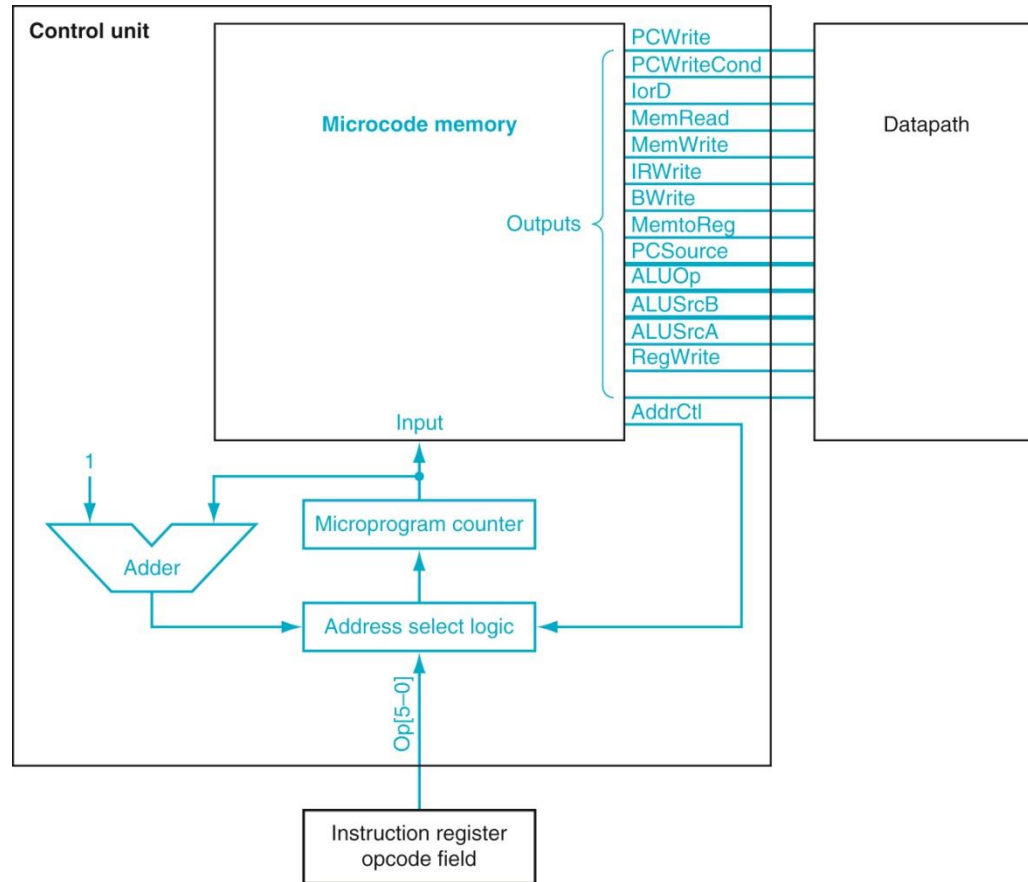 Control unit
Microcode memory
Outputs
Input
PCWrite
PCWriteCond
IorD
MemRead
MemWrite
IRWrite
BWrite
MemtoReg
PCSource
ALUOp
ALUSrcB
ALUSrcA
RegWrite
AddrCtl
Datapath
1
Adder
Microprogram counter
Address select logic
Op[5–0]
Instruction register
opcode field